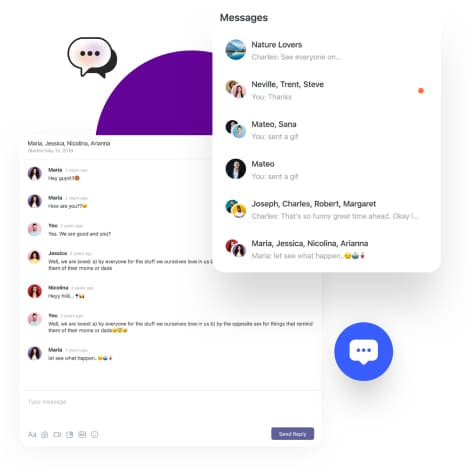 Messages
Nature Lovers
Charles: See everyone on...
Neville, Trent, Steve
You: Thanks
Mateo, Sana
You: sent a gif
Mateo
You: sent a gif
Joseph, Charles, Robert, Margaret
Charles: That's so funny great time ahead. Okay I...
Maria, Jessica, Nicolina, Arianna
Maria: let see what happen..
Maria, Jessica, Nicolina, Arianna
Started May 10, 2019
Maria 2 years ago
Hey guys!!
Maria 2 years ago
How are you??
You 2 years ago
Yes. We are good and you?
Jessica 2 years ago
Well, we are loved: a) by everyone for the stuff we ourselves love in us b)
them of their moms or dads
Nicolina 2 years ago
Heyy hiiii...
You 2 years ago
Well, we are loved: a) by everyone for the stuff we ourselves love in us b) by the opposite sex for things that remind
them of their moms or dads
Maria 2 years ago
let see what happen..
Type message
Aa
Send Reply